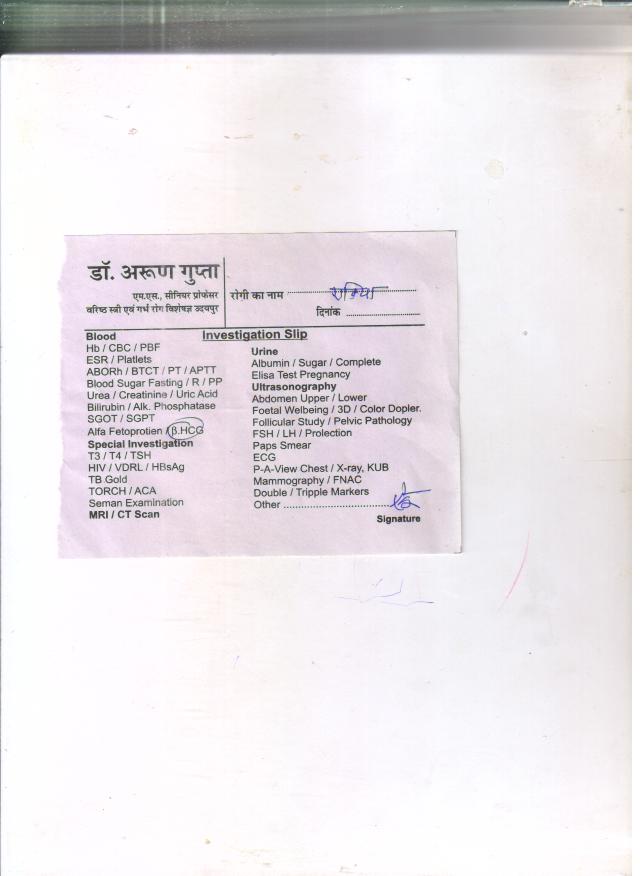 डॉ. अरूण गुप्ता
एम.एस., सीनियर प्रोफेसर
वरिष्ठ स्त्री एवं गर्भ रोग विशेषज्ञ उदयपुर
रोगी का नाम
दिनांक
Investigation Slip
Blood
Hb / CBC / PBF
ESR / Platlets
ABORh / BTCT / PT / APTT
Blood Sugar Fasting / R / PP
Urea / Creatinine / Uric Acid
Bilirubin / Alk. Phosphatase
SGOT / SGPT
Alfa Fetoprotien / β.HCG
Special Investigation
T3 / T4 / TSH
HIV / VDRL / HBsAg
TB Gold
TORCH / ACA
Seman Examination
MRI / CT Scan
Urine
Albumin / Sugar / Complete
Elisa Test Pregnancy
Ultrasonography
Abdomen Upper / Lower
Foetal Welbeing / 3D / Color Dopler.
Follicular Study / Pelvic Pathology
FSH / LH / Prolection
Paps Smear
ECG
P-A-View Chest / X-ray, KUB
Mammography / FNAC
Double / Tripple Markers
Other
Signature